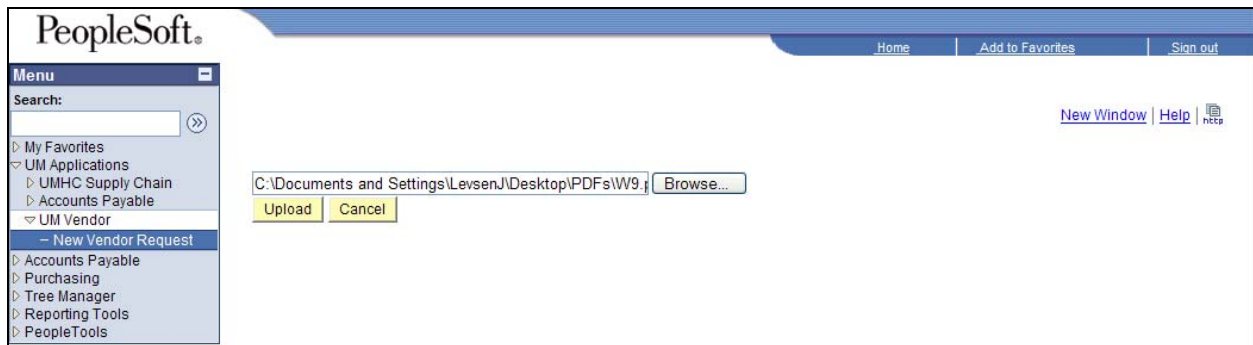 PeopleSoft®
Home
Add to Favorites
Sign out
Menu
Search:
New Window | Help | http
My Favorites
UM Applications
UMHC Supply Chain
Accounts Payable
UM Vendor
– New Vendor Request
Accounts Payable
Purchasing
Tree Manager
Reporting Tools
PeopleTools
C:\Documents and Settings\LevsenJ\Desktop\PDFs\W9.p
Browse...
Upload
Cancel